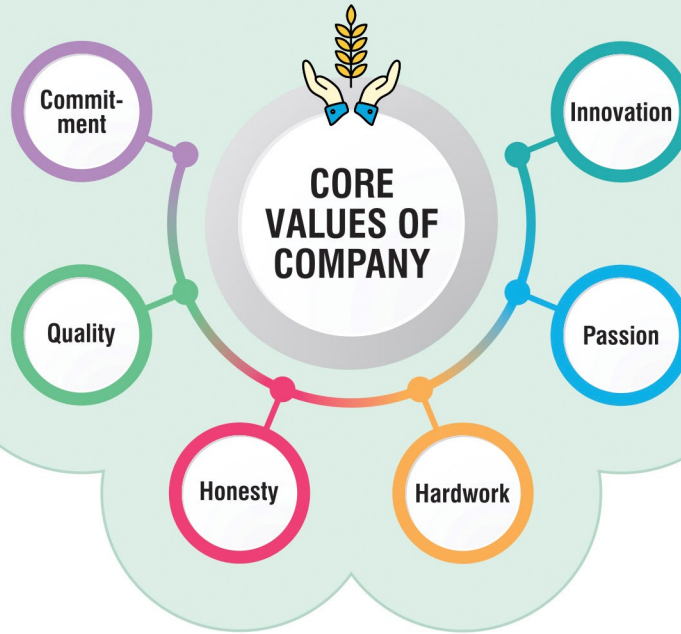 CORE
VALUES OF
COMPANY
Commit-
ment
Quality
Honesty
Hardwork
Passion
Innovation